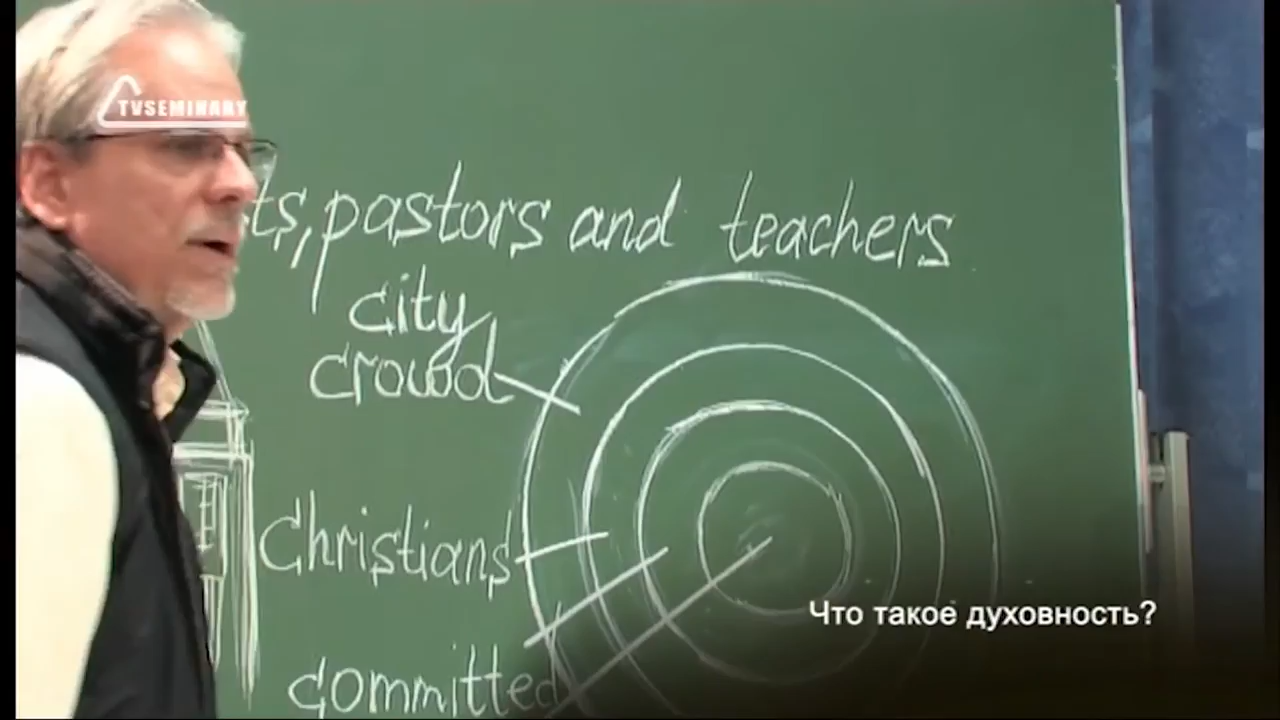 TVSEMINARY
ts, pastors and teachers
city
crowd
Christians
committed
Что такое духовность?